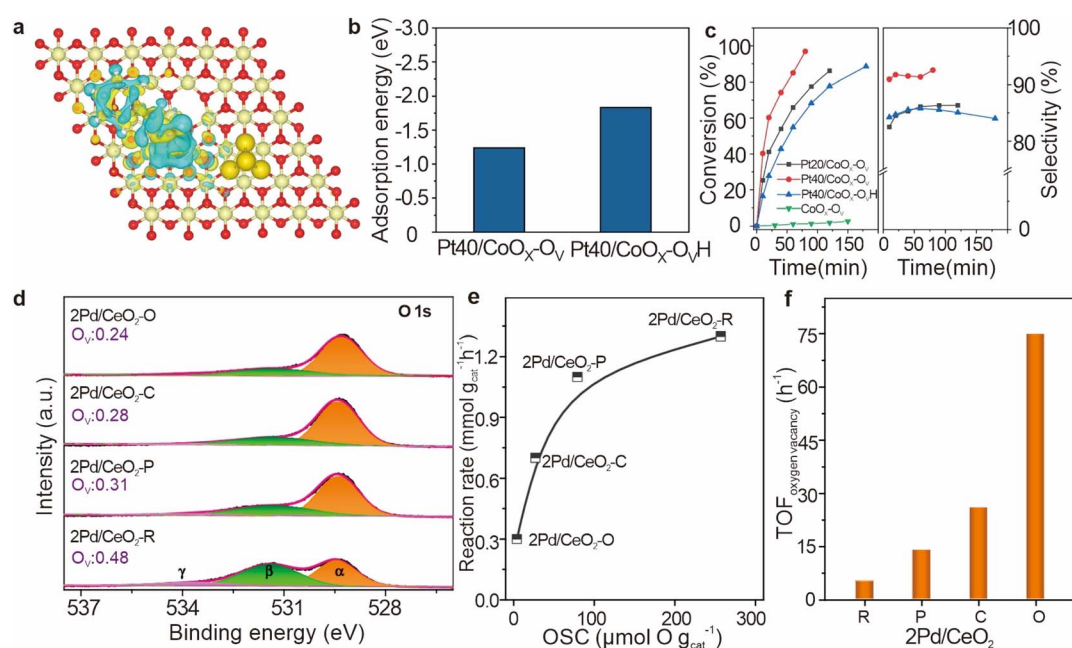 a
b
Adsorption energy (eV)
-3.0
-2.5
-2.0
-1.5
-1.0
-0.5
0
Pt40/CoOX-OV
Pt40/CoOX-OVH
c
Conversion (%)
100
80
60
40
20
0
Pt20/CoOx-Ov
Pt40/CoOx-Ov
Pt40/CoOx-OvH
CoOx-Ov
0 50 100 150
Time(min)
0 50 100 150
Time(min)
100
90
80
0
Selectivity (%)
d
O 1s
2Pd/CeO2-O
OV:0.24
2Pd/CeO2-C
OV:0.28
2Pd/CeO2-P
OV:0.31
2Pd/CeO2-R
OV:0.48
γ
β
α
Intensity (a.u.)
537 534 531 528
Binding energy (eV)
e
Reaction rate (mmol gcat-1h-1)
1.2
0.9
0.6
0.3
0.0
2Pd/CeO2-R
2Pd/CeO2-P
2Pd/CeO2-C
2Pd/CeO2-O
0 100 200 300
OSC (μmol O gcat-1)
f
TOFoxygen vacancy (h-1)
75
60
45
30
15
0
R P C O
2Pd/CeO2